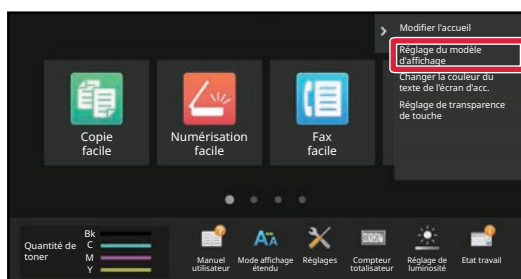 Modifier l'accueil
Réglage du modèle
d'affichage
Changer la couleur du
texte de l'écran d'acc.
Réglage de transparence
de touche
Copie
facile
Numérisation
facile
Fax
facile
Quantité de
toner
Bk
C
M
Y
Manuel
utilisateur
Mode affichage
étendu
Réglages
Compteur
totalisateur
Réglage de
luminosité
Etat travail